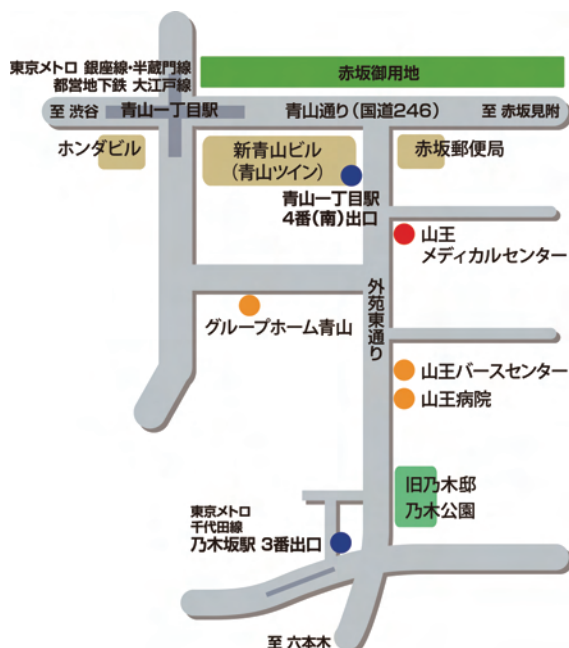 東京メトロ 銀座線・半蔵門線
都営地下鉄 大江戸線
赤坂御用地
至 渋谷
青山一丁目駅
青山通り(国道246)
至 赤坂見附
ホンダビル
新青山ビル
(青山ツイン)
赤坂郵便局
青山一丁目駅
4番(南)出口
山王
メディカルセンター
外苑東通り
グループホーム青山
山王バースセンター
山王病院
旧乃木邸
乃木公園
東京メトロ
千代田線
乃木坂駅 3番出口
至 六本木